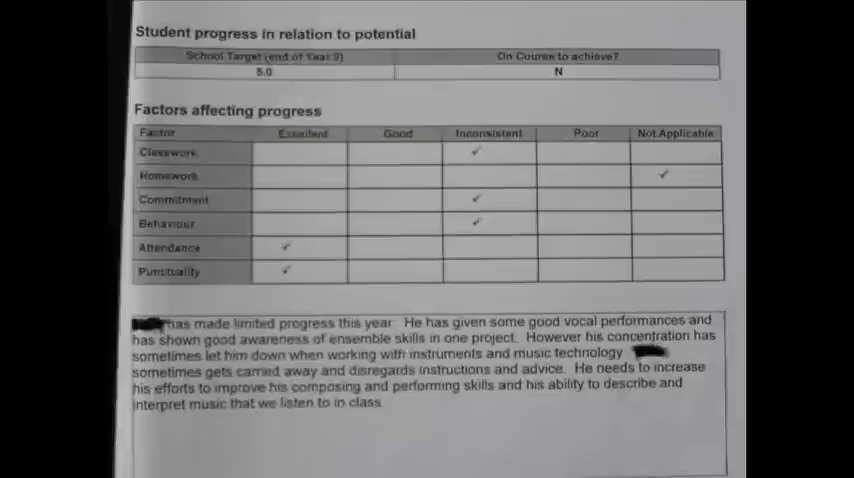 Student progress in relation to potential
School Target (end of Year 9) On Course to achieve?
5.0 N
Factors affecting progress
Factor Excellent Good Inconsistent Poor Not Applicable
Classwork ✓
Homework ✓
Commitment ✓
Behaviour ✓
Attendance ✓
Punctuality ✓
has made limited progress this year. He has given some good vocal performances and
has shown good awareness of ensemble skills in one project. However his concentration has
sometimes let him down when working with instruments and music technology
sometimes gets carried away and disregards instructions and advice. He needs to increase
his efforts to improve his composing and performing skills and his ability to describe and
interpret music that we listen to in class.